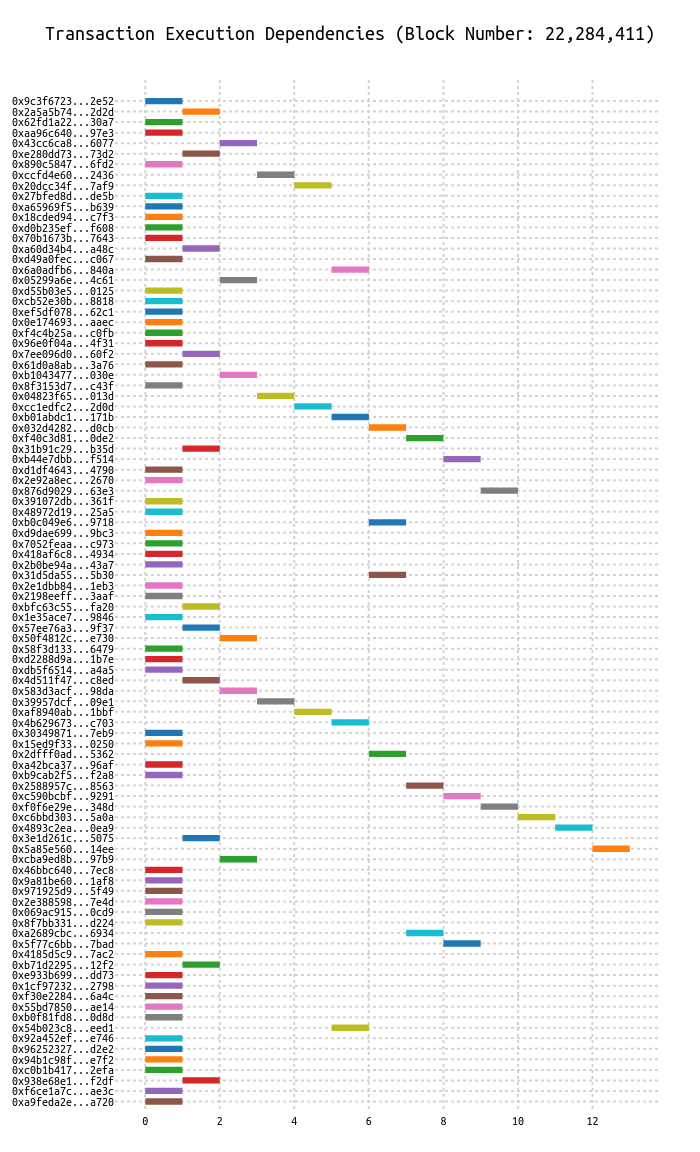 Transaction Execution Dependencies (Block Number: 22,284,411)
0x9c3f6723...2e52
0x2a5a5b74...2d2d
0x62fd1a22...30a7
0xaa96c640...97e3
0x43cc6ca8...6077
0xe280dd73...73d2
0x890c5847...6fd2
0xccfd4e60...2436
0x20dcc34f...7af9
0x27bfed8d...de5b
0xa65969f5...b639
0x18cded94...c7f3
0xd0b235ef...f608
0x70b1673b...7643
0xa60d34b4...a48c
0xd49a0fec...c067
0x6a0adfb6...840a
0x05299a6e...4c61
0xd55b03e5...0125
0xcb52e30b...8818
0xef5df078...62c1
0x0e174693...aaec
0xf4c4b25a...c0fb
0x96e0f04a...4f31
0x7ee096d0...60f2
0x61d0a8ab...3a76
0xb1043477...030e
0x8f3153d7...c43f
0x04823f65...013d
0xcc1edfc2...2d0d
0xb01abdc1...171b
0x032d4282...d0cb
0xf40c3d81...0de2
0x31b91c29...b35d
0xb44e7dbb...f514
0xd1df4643...4790
0x2e92a8ec...2670
0x876d9029...63e3
0x391072db...361f
0x48972d19...25a5
0xb0c049e6...9718
0xd9dae699...9bc3
0x7052feaa...c973
0x418af6c8...4934
0x2b0be94a...43a7
0x31d5da55...5b30
0x2e1dbb84...1eb3
0x2198eeff...3aaf
0xbfc63c55...fa20
0x1e35ace7...9846
0x57ee76a3...9f37
0x50f4812c...e730
0x58f3d133...6479
0xd2288d9a...1b7e
0xdb5f6514...a4a5
0x4d511f47...c8ed
0x583d3acf...98da
0x39957dcf...09e1
0xaf8940ab...1bbf
0x4b629673...c703
0x30349871...7eb9
0x15ed9f33...0250
0x2dfff0ad...5362
0xa42bca37...96af
0xb9cab2f5...f2a8
0x2588957c...8563
0xc590bcbf...9291
0xf0f6e29e...348d
0xc6bbd303...5a0a
0x4893c2ea...0ea9
0x3e1d261c...5075
0x5a85e560...14ee
0xcba9ed8b...97b9
0x46bbc640...7ec8
0x9a81be60...1af8
0x971925d9...5f49
0x2e388598...7e4d
0x069ac915...0cd9
0x8f7bb331...d224
0xa2689cbc...6934
0x5f77c6bb...7bad
0x4185d5c9...7ac2
0xb71d2295...12f2
0xe933b699...dd73
0x1cf97232...2798
0xf30e2284...6a4c
0x55bd7850...ae14
0xb0f81fd8...0d8d
0x54b023c8...eed1
0x92a452ef...e746
0x96252327...d2e2
0x94b1c98f...e7f2
0xc0b1b417...2efa
0x938e68e1...f2df
0xf6ce1a7c...ae3c
0xa9feda2e...a720
0 2 4 6 8 10 12